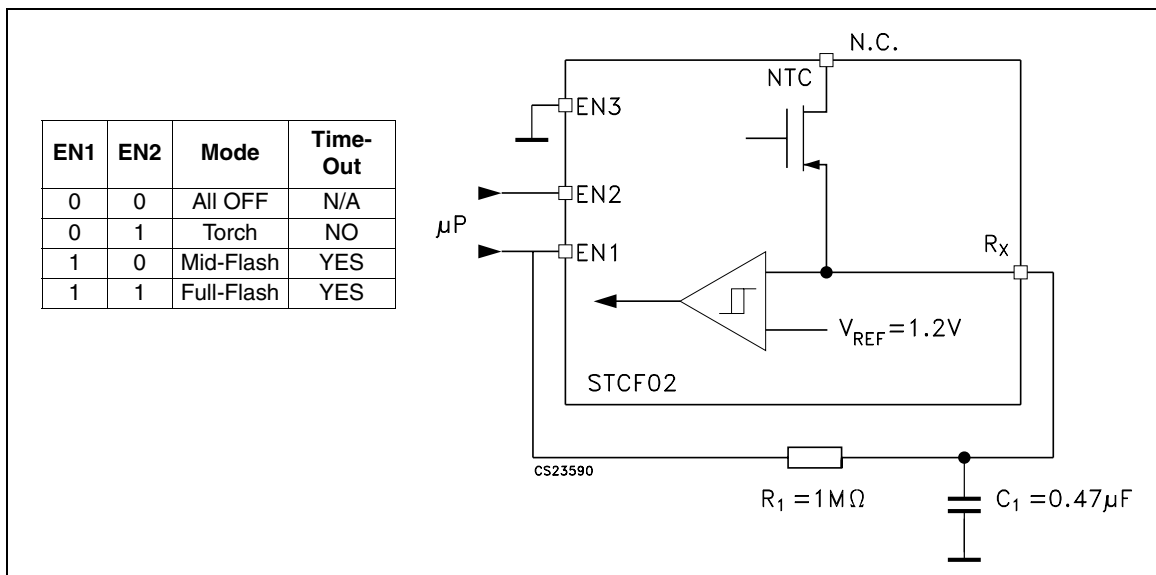 EN1 EN2 Mode Time-Out
0 0 All OFF N/A
0 1 Torch NO
1 0 Mid-Flash YES
1 1 Full-Flash YES
N.C.
NTC
EN3
EN2
µP
EN1
RX
VREF=1.2V
STCF02
CS23590
R1=1MΩ
C1=0.47µF